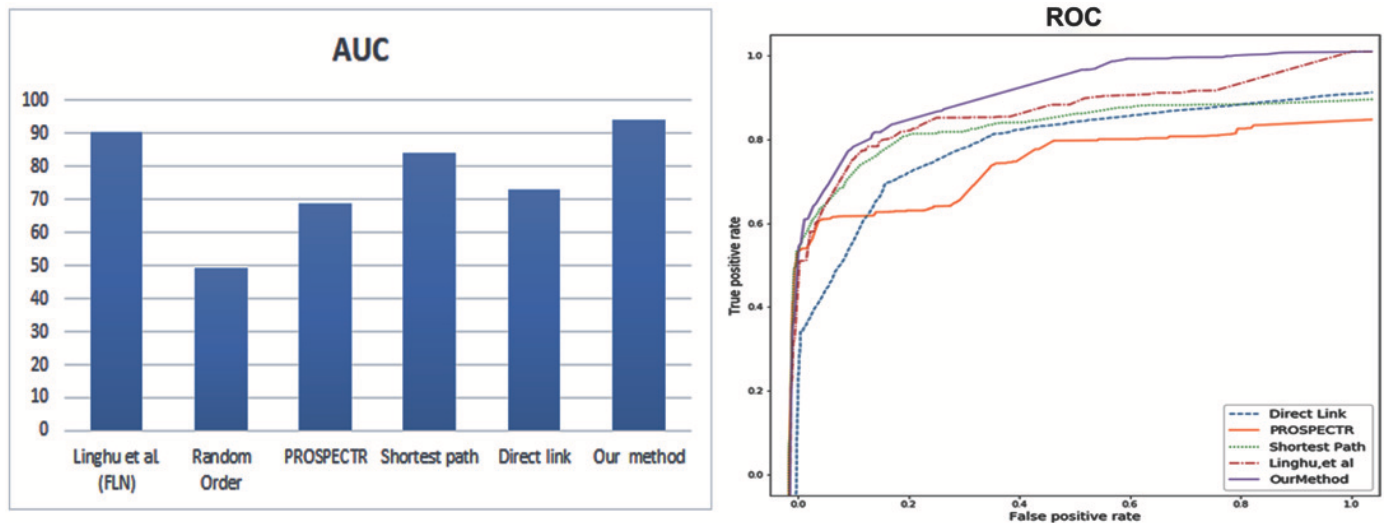 AUC
100
90
80
70
60
50
40
30
20
10
0
Linghu et al. (FLN)
Random Order
PROSPECTR
Shortest path
Direct link
Our method
ROC
True positive rate
1.0
0.8
0.6
0.4
0.2
0.0
0.0
0.2
0.4
0.6
0.8
1.0
False positive rate
Direct Link
PROSPECTR
Shortest Path
Linghu,et al
OurMethod